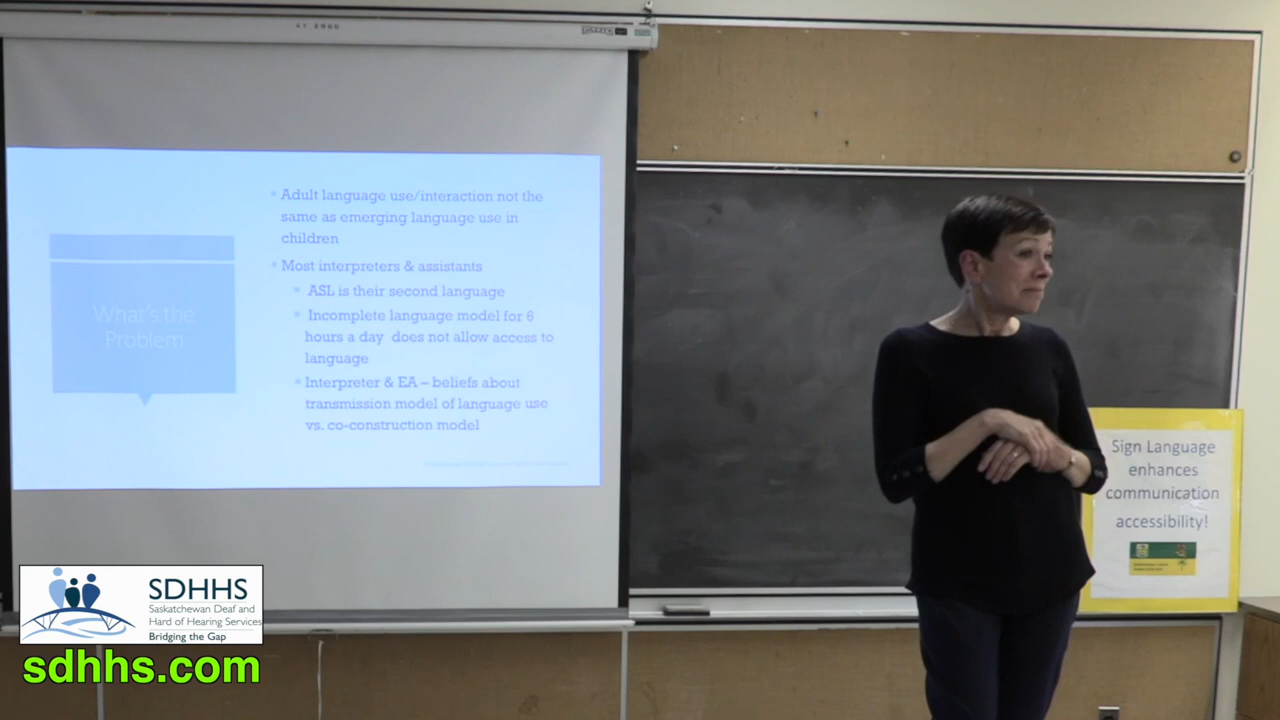 Adult language use/interaction not the
same as emerging language use in
children
Most interpreters & assistants
ASL is their second language
Incomplete language model for 6
hours a day does not allow access to
language
Interpreter & EA – beliefs about
transmission model of language use
vs. co-construction model
What's the
Problem
Sign Language
enhances
communication
accessibility!
SDHHS
Saskatchewan Deaf and
Hard of Hearing Services
Bridging the Gap
sdhhs.com